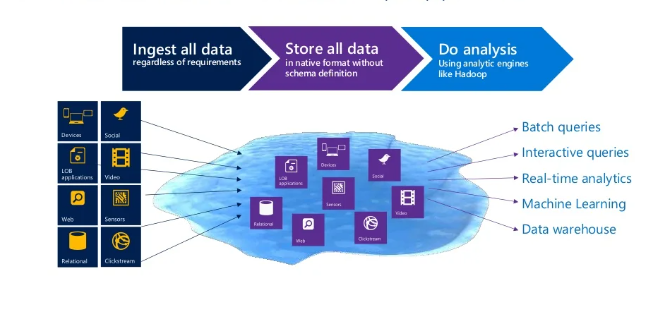 Ingest all data
regardless of requirements
Store all data
in native format without
schema definition
Do analysis
Using analytic engines
like Hadoop
Devices
Social
LOB
applications
Video
Web
Sensors
Relational
Clickstream
Devices
LOB
applications
Social
Sensors
Relational
Video
Web
Clickstream
Batch queries
Interactive queries
Real-time analytics
Machine Learning
Data warehouse